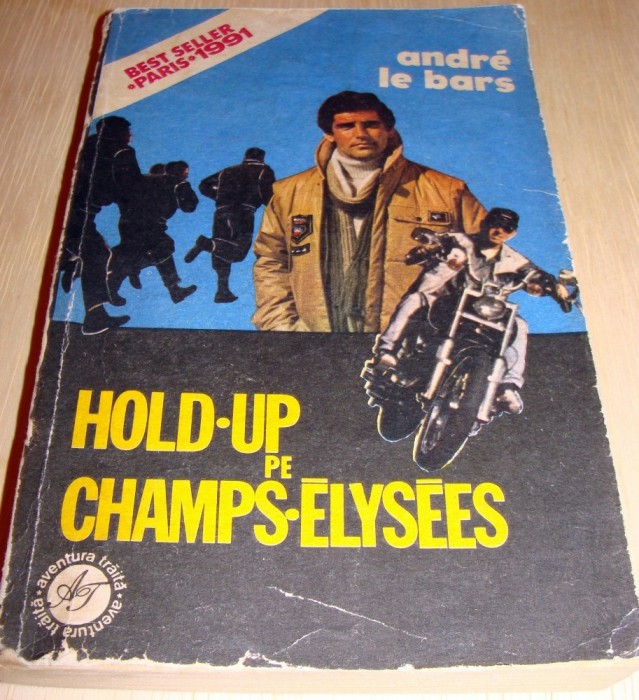 BEST SELLER
•PARIS•1991
andré
le bars
HOLD•UP
PE
CHAMPS•ÉLYSÉES
aventura trăită • aventura trăită •
AT